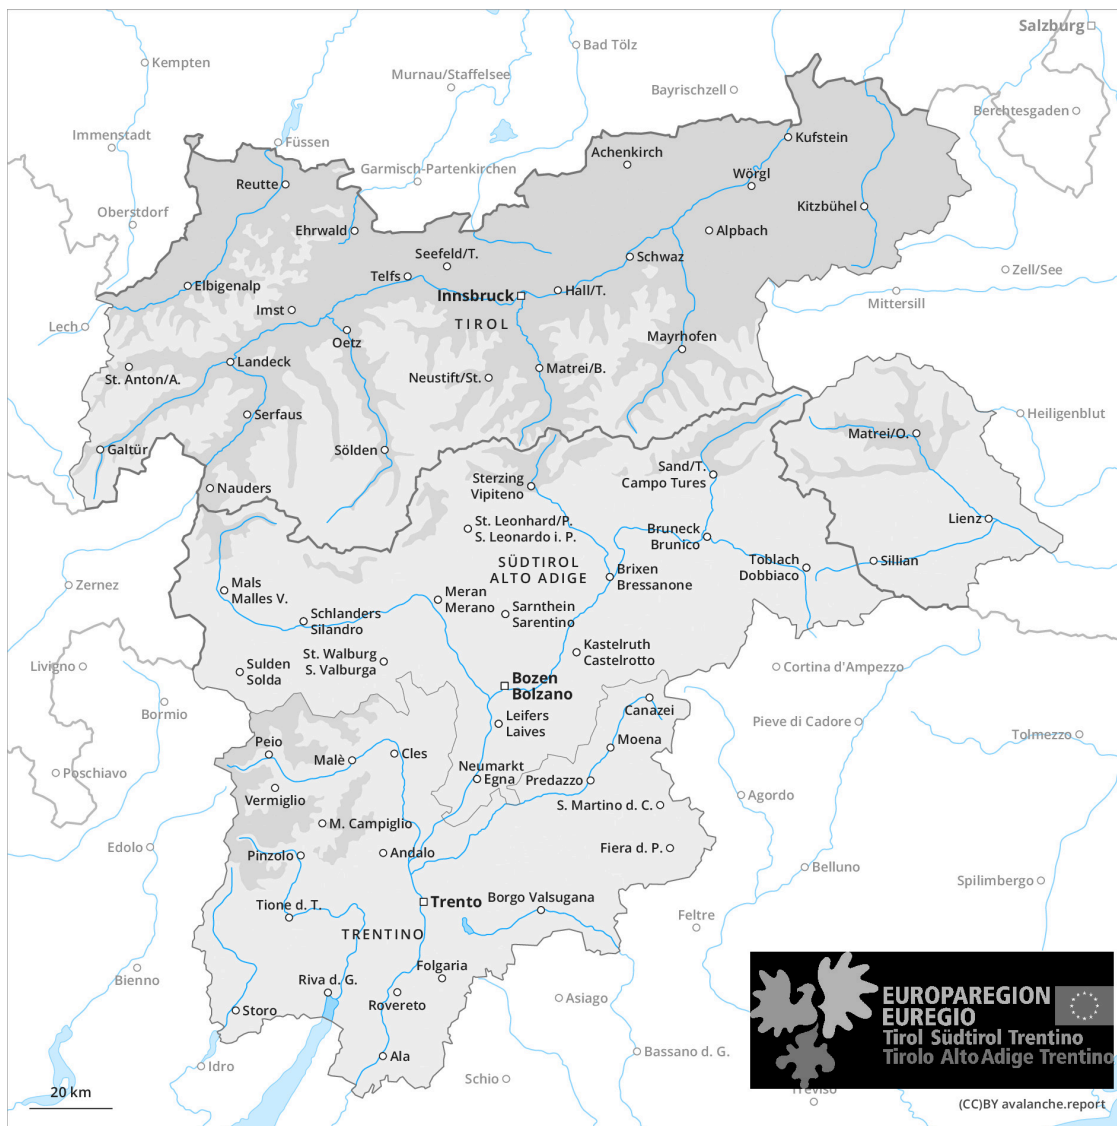 Salzburg
Bad Tölz
Kempten
Murnau/Staffelsee
Bayrischzell
Berchtesgaden
Immenstadt
Füssen
Kufstein
Achenkirch
Garmisch-Partenkirchen
Wörgl
Reutte
Kitzbühel
Oberstdorf
Ehrwald
Alpbach
Seefeld/T.
Schwaz
Telfs
Zell/See
Elbigenalp
Innsbruck
Hall/T.
Mittersill
Imst
TIROL
Lech
Oetz
Mayrhofen
Landeck
Matrei/B.
St. Anton/A.
Neustift/St.
Serfaus
Heiligenblut
Matrei/O.
Galtür
Sölden
Sand/T.
Campo Tures
Sterzing
Vipiteno
Nauders
Lienz
St. Leonhard/P.
S. Leonardo i. P.
Bruneck
Brunico
SÜDTIROL
ALTO ADIGE
Toblach
Dobbiaco
Sillian
Brixen
Bressanone
Zernez
Mals
Malles V.
Meran
Merano
Sarnthein
Sarentino
Schlanders
Silandro
Kastelruth
Castelrotto
St. Walburg
S. Valburga
Livigno
Sulden
Solda
Cortina d'Ampezzo
Bozen
Bolzano
Bormio
Canazei
Leifers
Laives
Pieve di Cadore
Tolmezzo
Peio
Moena
Malè
Cles
Neumarkt
Egna
Poschiavo
Predazzo
Vermiglio
Agordo
S. Martino d. C.
M. Campiglio
Edolo
Pinzolo
Andalo
Fiera d. P.
Belluno
Spilimbergo
Trento
Borgo Valsugana
Tione d. T.
Feltre
TRENTINO
Bienno
Folgaria
Riva d. G.
Rovereto
Asiago
Storo
EUROPAREGION
EUREGIO
Tirol Südtirol Trentino
Tirolo Alto Adige Trentino
Ala
Bassano d. G.
Idro
Schio
Treviso
20 km
(CC)BY avalanche.report